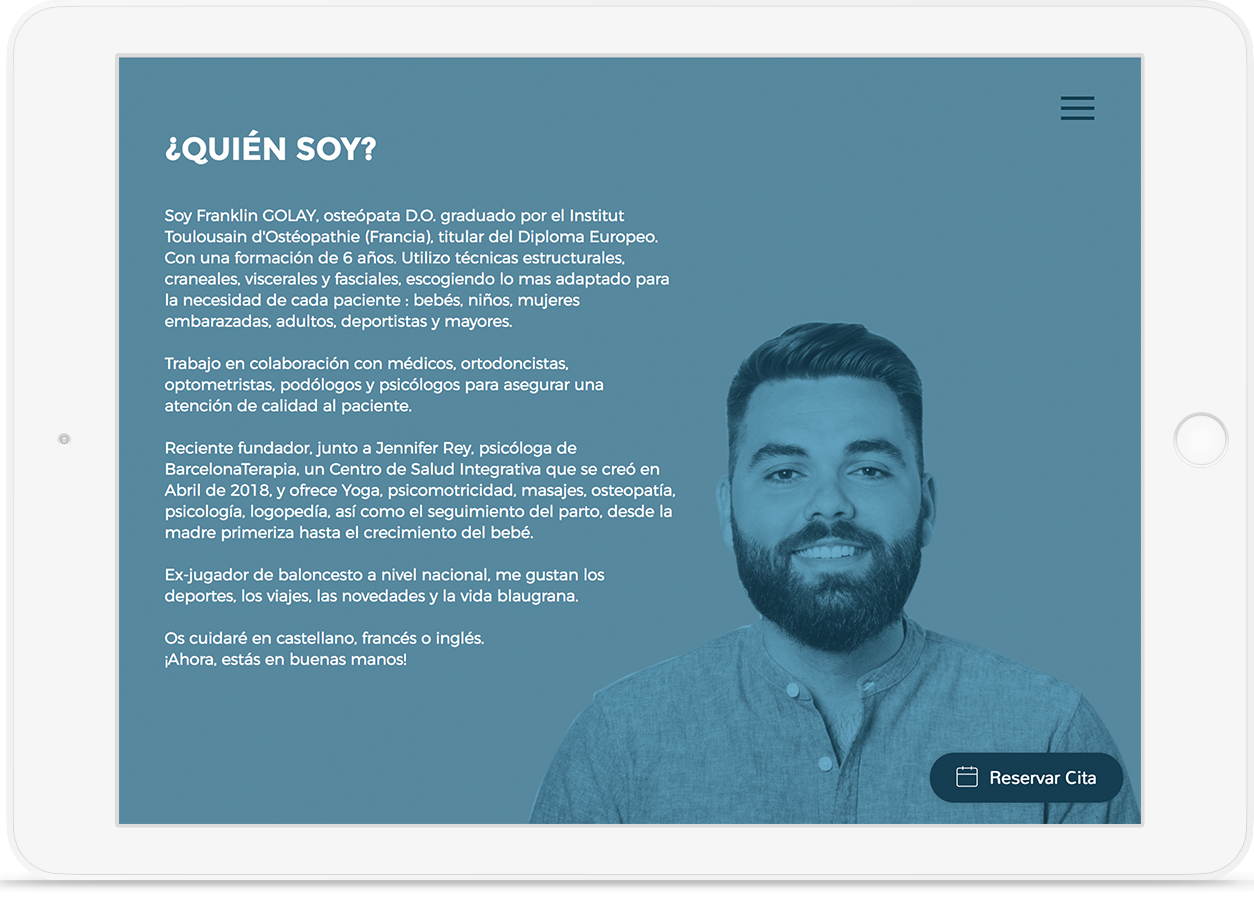 ¿QUIÉN SOY?
Soy Franklin GOLAY, osteópata D.O. graduado por el Institut
Toulousain d'Ostéopathie (Francia), titular del Diploma Europeo.
Con una formación de 6 años. Utilizo técnicas estructurales,
craneales, viscerales y fasciales, escogiendo lo mas adaptado para
la necesidad de cada paciente : bebés, niños, mujeres
embarazadas, adultos, deportistas y mayores.
Trabajo en colaboración con médicos, ortodoncistas,
optometristas, podólogos y psicólogos para asegurar una
atención de calidad al paciente.
Reciente fundador, junto a Jennifer Rey, psicóloga de
BarcelonaTerapia, un Centro de Salud Integrativa que se creó en
Abril de 2018, y ofrece Yoga, psicomotricidad, masajes, osteopatía,
psicología, logopedía, así como el seguimiento del parto, desde la
madre primeriza hasta el crecimiento del bebé.
Ex-jugador de baloncesto a nivel nacional, me gustan los
deportes, los viajes, las novedades y la vida blaugrana.
Os cuidaré en castellano, francés o inglés.
¡Ahora, estás en buenas manos!
Reservar Cita